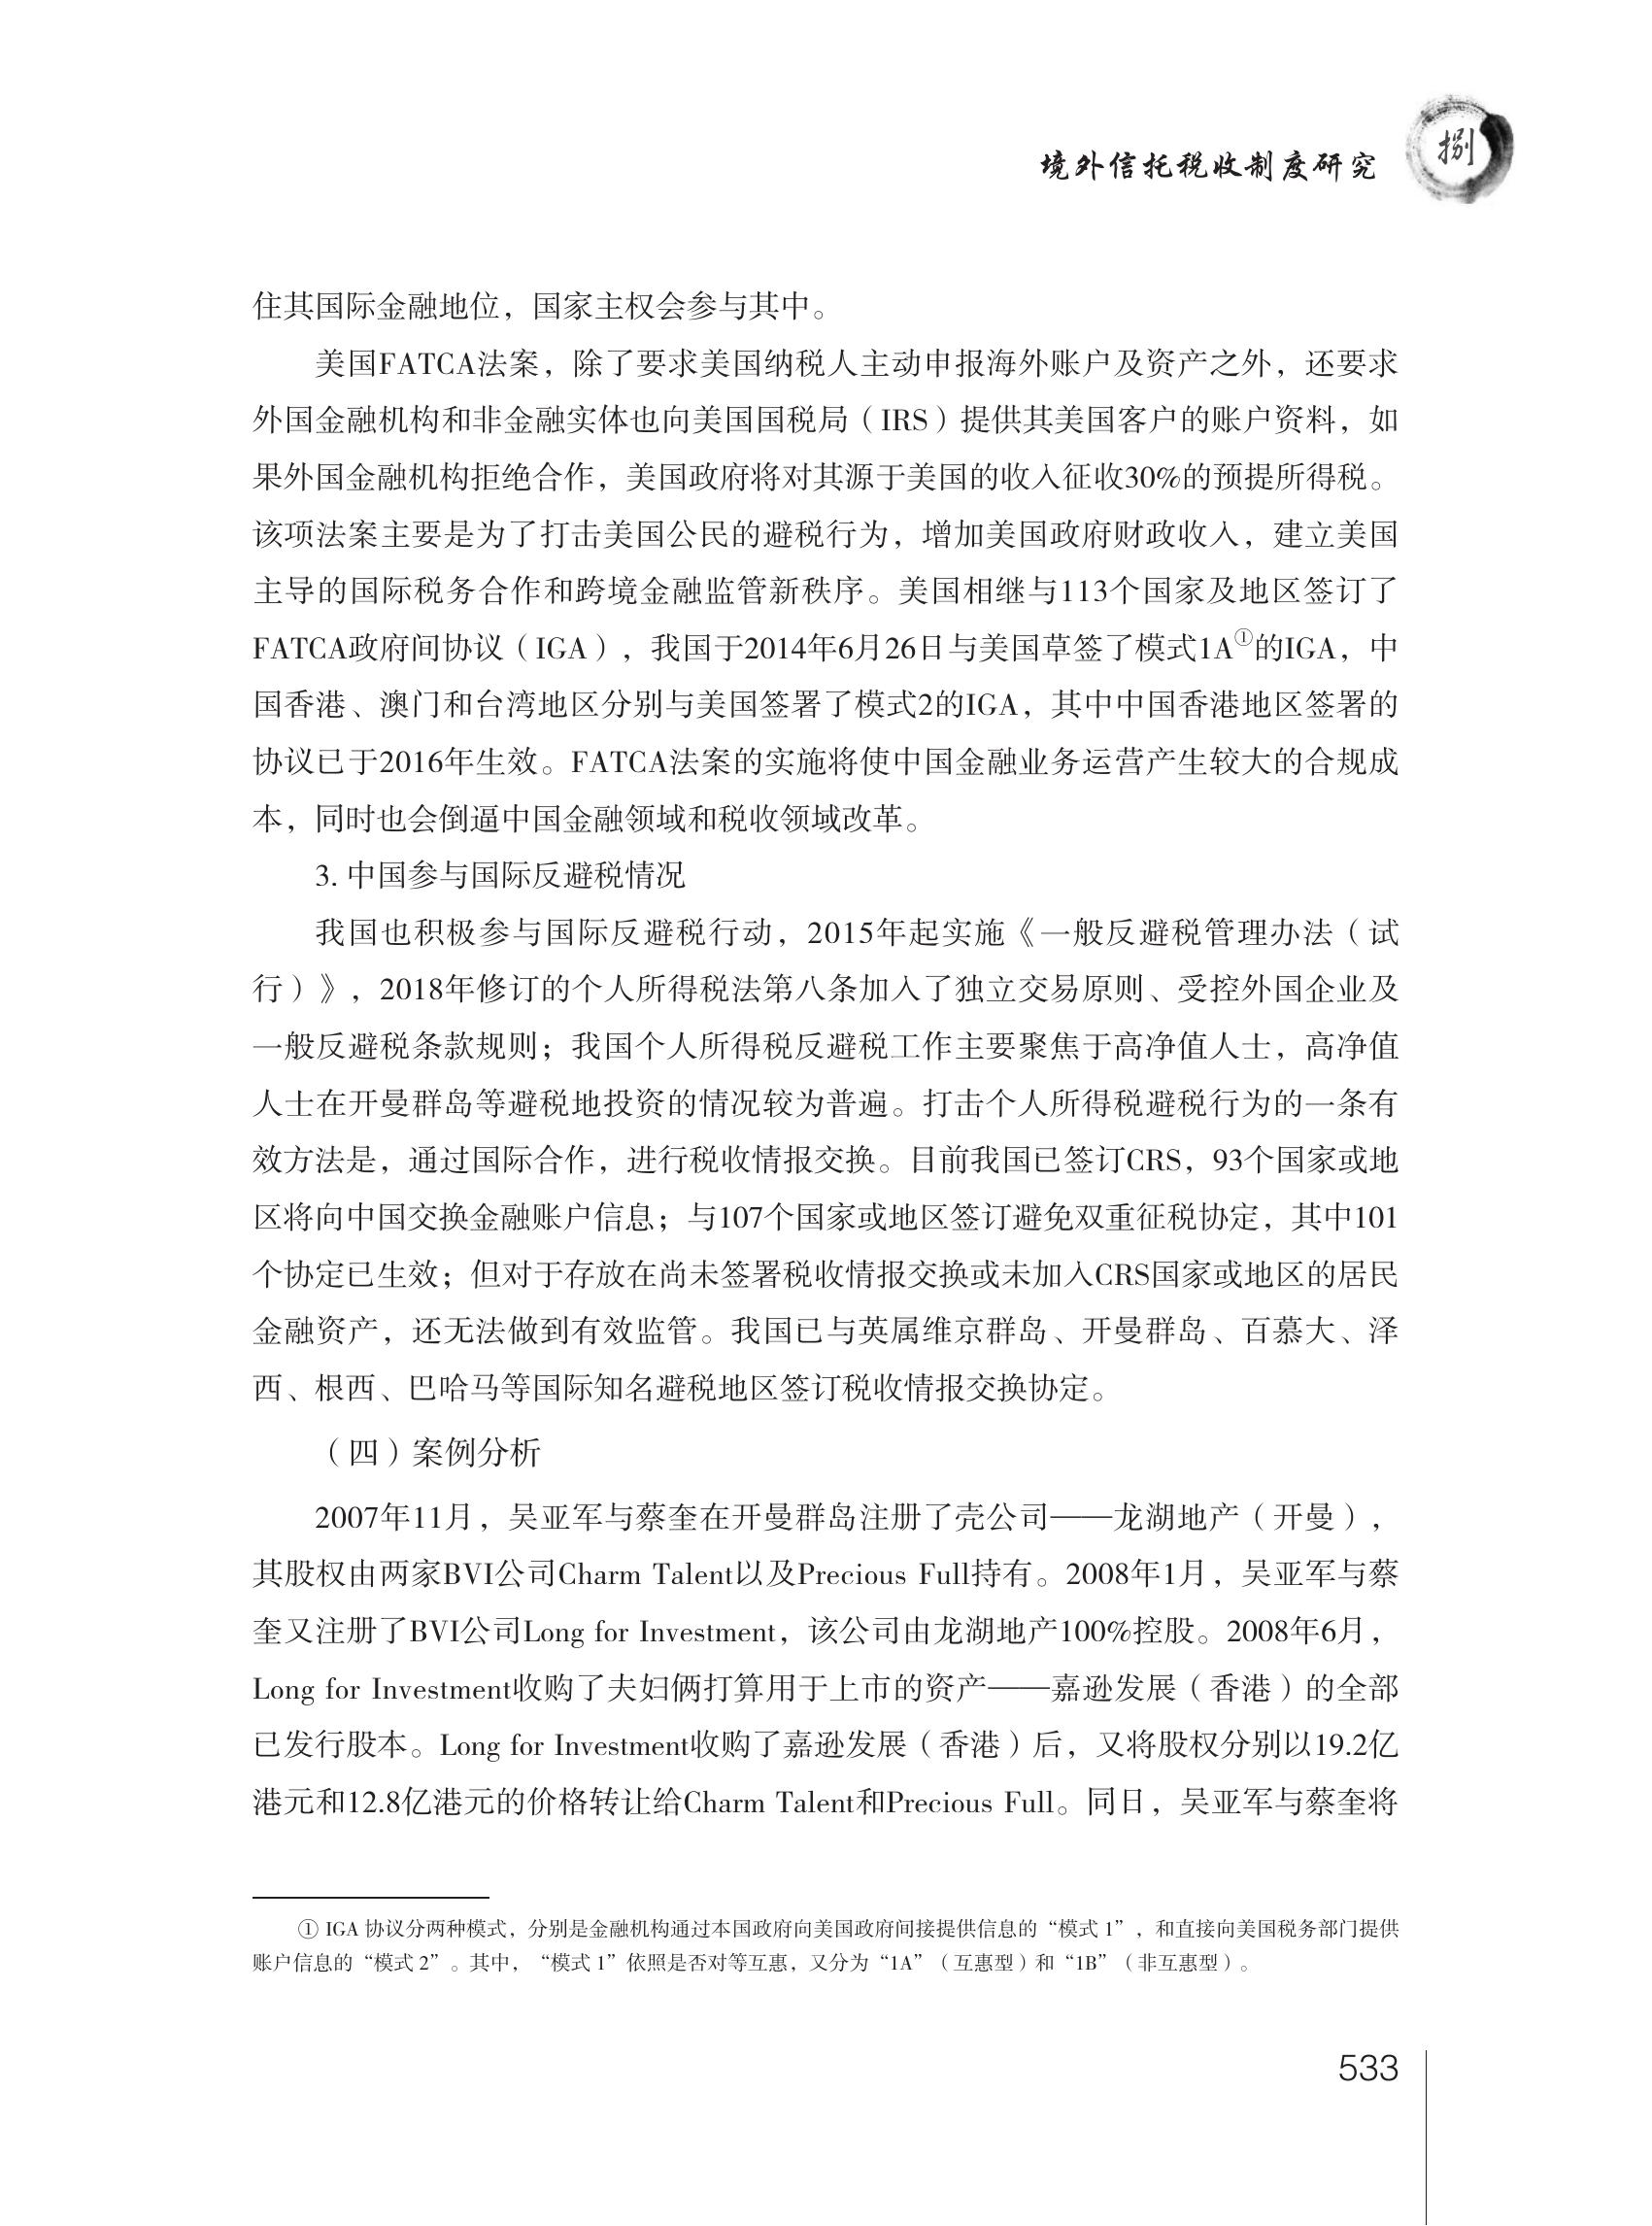 境外信托税收制度研究
捌
住其国际金融地位，国家主权会参与其中。
美国FATCA法案，除了要求美国纳税人主动申报海外账户及资产之外，还要求
外国金融机构和非金融实体也向美国国税局（IRS）提供其美国客户的账户资料，如
果外国金融机构拒绝合作，美国政府将对其源于美国的收入征收30%的预提所得税。
该项法案主要是为了打击美国公民的避税行为，增加美国政府财政收入，建立美国
主导的国际税务合作和跨境金融监管新秩序。美国相继与113个国家及地区签订了
FATCA政府间协议（IGA），我国于2014年6月26日与美国草签了模式1A①的IGA，中
国香港、澳门和台湾地区分别与美国签署了模式2的IGA，其中中国香港地区签署的
协议已于2016年生效。FATCA法案的实施将使中国金融业务运营产生较大的合规成
本，同时也会倒逼中国金融领域和税收领域改革。
3. 中国参与国际反避税情况
我国也积极参与国际反避税行动，2015年起实施《一般反避税管理办法（试
行）》，2018年修订的个人所得税法第八条加入了独立交易原则、受控外国企业及
一般反避税条款规则；我国个人所得税反避税工作主要聚焦于高净值人士，高净值
人士在开曼群岛等避税地投资的情况较为普遍。打击个人所得税避税行为的一条有
效方法是，通过国际合作，进行税收情报交换。目前我国已签订CRS，93个国家或地
区将向中国交换金融账户信息；与107个国家或地区签订避免双重征税协定，其中101
个协定已生效；但对于存放在尚未签署税收情报交换或未加入CRS国家或地区的居民
金融资产，还无法做到有效监管。我国已与英属维京群岛、开曼群岛、百慕大、泽
西、根西、巴哈马等国际知名避税地区签订税收情报交换协定。
（四）案例分析
2007年11月，吴亚军与蔡奎在开曼群岛注册了壳公司——龙湖地产（开曼），
其股权由两家BVI公司Charm Talent以及Precious Full持有。2008年1月，吴亚军与蔡
奎又注册了BVI公司Long for Investment，该公司由龙湖地产100%控股。2008年6月，
Long for Investment收购了夫妇俩打算用于上市的资产——嘉逊发展（香港）的全部
已发行股本。Long for Investment收购了嘉逊发展（香港）后，又将股权分别以19.2亿
港元和12.8亿港元的价格转让给Charm Talent和Precious Full。同日，吴亚军与蔡奎将
① IGA 协议分两种模式，分别是金融机构通过本国政府向美国政府间接提供信息的“模式 1”，和直接向美国税务部门提供
账户信息的“模式 2”。其中，“模式 1”依照是否对等互惠，又分为“1A”（互惠型）和“1B”（非互惠型）。
533